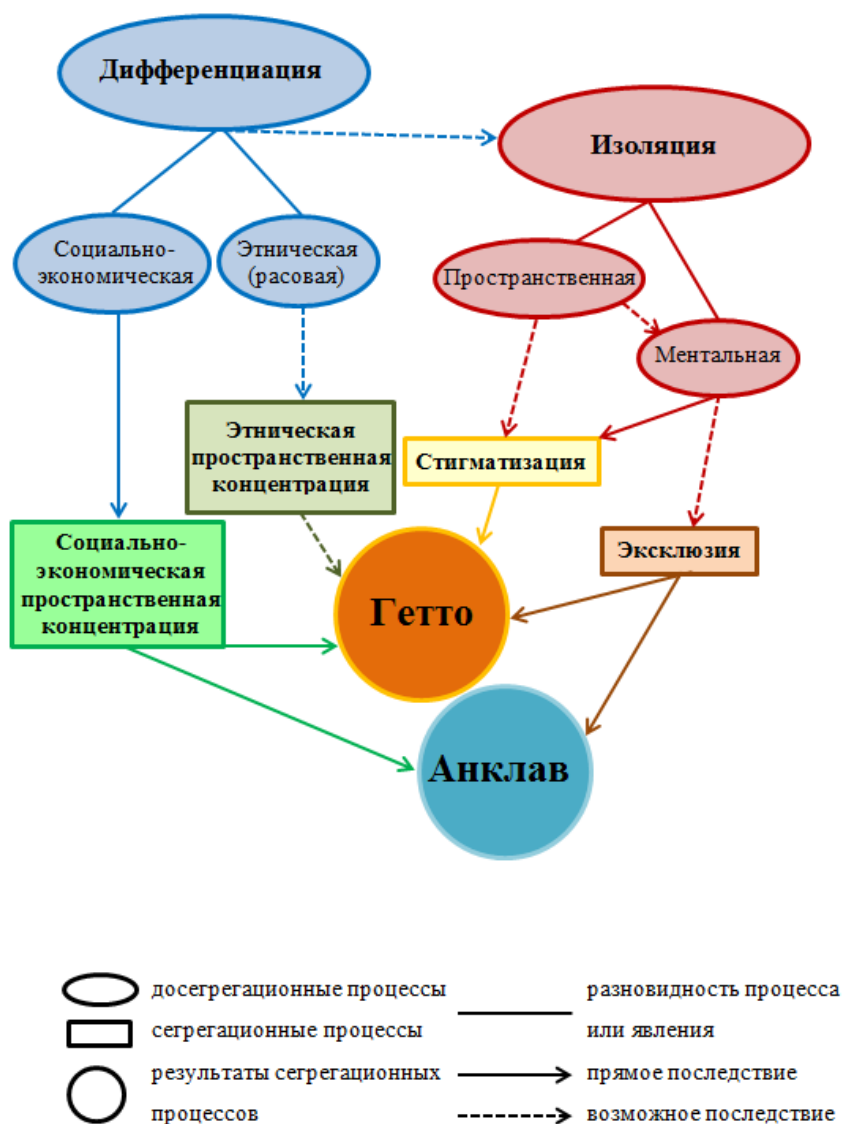 Дифференциация
Изоляция
Социально-
экономическая
Этническая
(расовая)
Пространственная
Ментальная
Этническая
пространственная
концентрация
Стигматизация
Социально-
экономическая
пространственная
концентрация
Эксклюзия
Гетто
Анклав
досегрегационные процессы
сегрегационные процессы
результаты сегрегационных
процессов
разновидность процесса
или явления
прямое последствие
возможное последствие